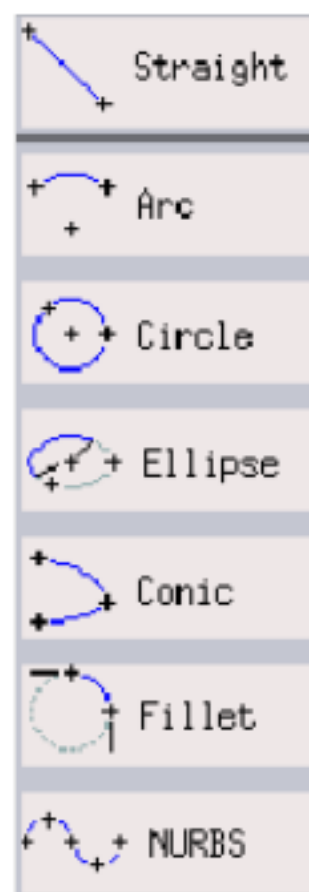 Straight
Arc
Circle
Ellipse
Conic
Fillet
NURBS